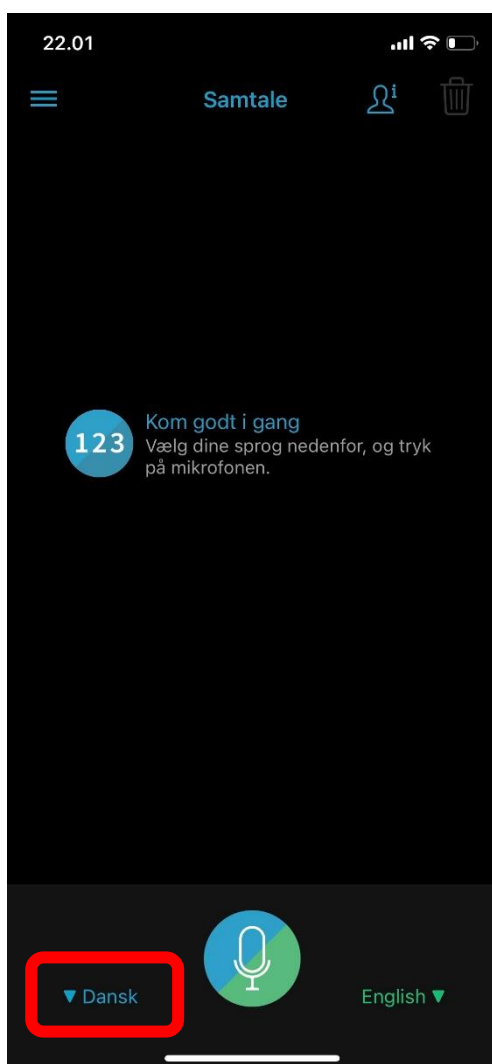 22.01
Samtale
i
Kom godt i gang
123
Vælg dine sprog nedenfor, og tryk
på mikrofonen.
▼ Dansk
English ▼